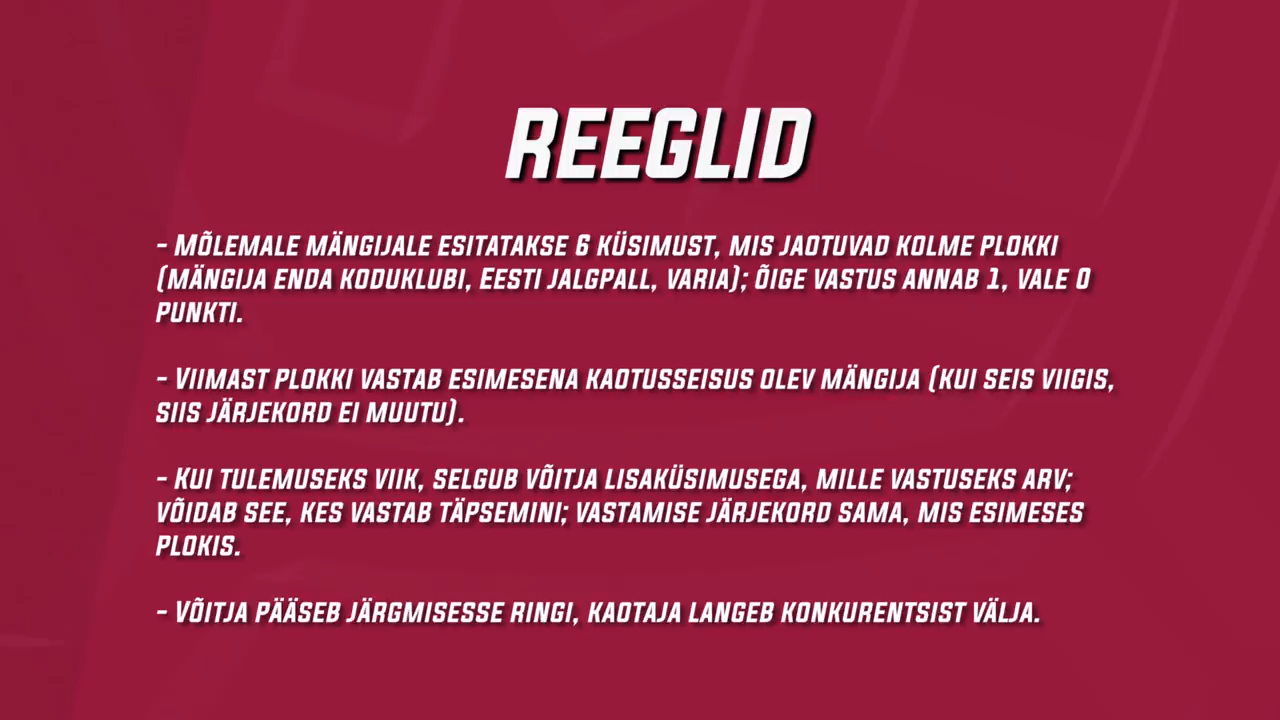 REEGLID
- MÕLEMALE MÄNGIJALE ESITATAKSE 6 KÜSIMUST, MIS JAOTUVAD KOLME PLOKKI
(MÄNGIJA ENDA KODUKLUBI, EESTI JALGPALL, VARIA); ÕIGE VASTUS ANNAB 1, VALE 0
PUNKTI.
- VIIMAST PLOKKI VASTAB ESIMESENA KAOTUSSEISUS OLEV MÄNGIJA (KUI SEIS VIIGIS,
SIIS JÄRJEKORD EI MUUTU).
- KUI TULEMUSEKS VIIK, SELGUB VÕITJA LISAKÜSIMUSEGA, MILLE VASTUSEKS ARV;
VÕIDAB SEE, KES VASTAB TÄPSEMINI; VASTAMISE JÄRJEKORD SAMA, MIS ESIMESES
PLOKIS.
- VÕITJA PÄÄSEB JÄRGMISESSE RINGI, KAOTAJA LANGEB KONKURENTSIST VÄLJA.